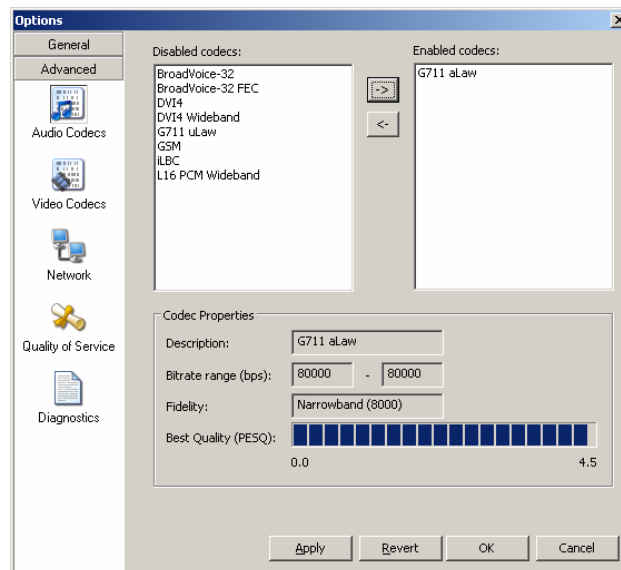 Options
General
Advanced
Audio Codecs
Video Codecs
Network
Quality of Service
Diagnostics
Disabled codecs:
BroadVoice-32
BroadVoice-32 FEC
DVI4
DVI4 Wideband
G711 uLaw
GSM
iLBC
L16 PCM Wideband
->
<-
Enabled codecs:
G711 aLaw
Codec Properties
Description: G711 aLaw
Bitrate range (bps): 80000 - 80000
Fidelity: Narrowband (8000)
Best Quality (PESQ):
0.0 4.5
Apply Revert OK Cancel